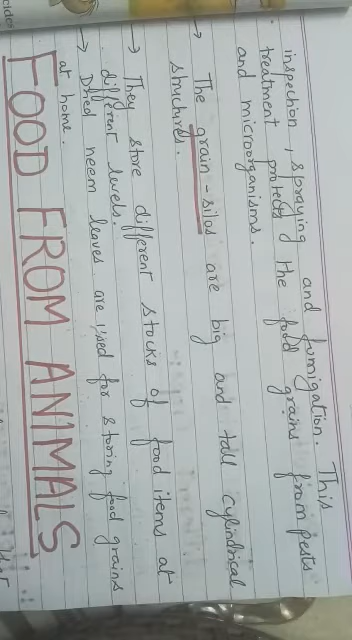 inspection, spraying and fumigation. This
treatment protects the food grains from pests
and microorganisms.
→ The grain-silos are big and tall cylindrical
structures.
→ They store different stocks of food items at
different levels.
→ Dried neem leaves are used for storing food grains
at home.
FOOD FROM ANIMALS